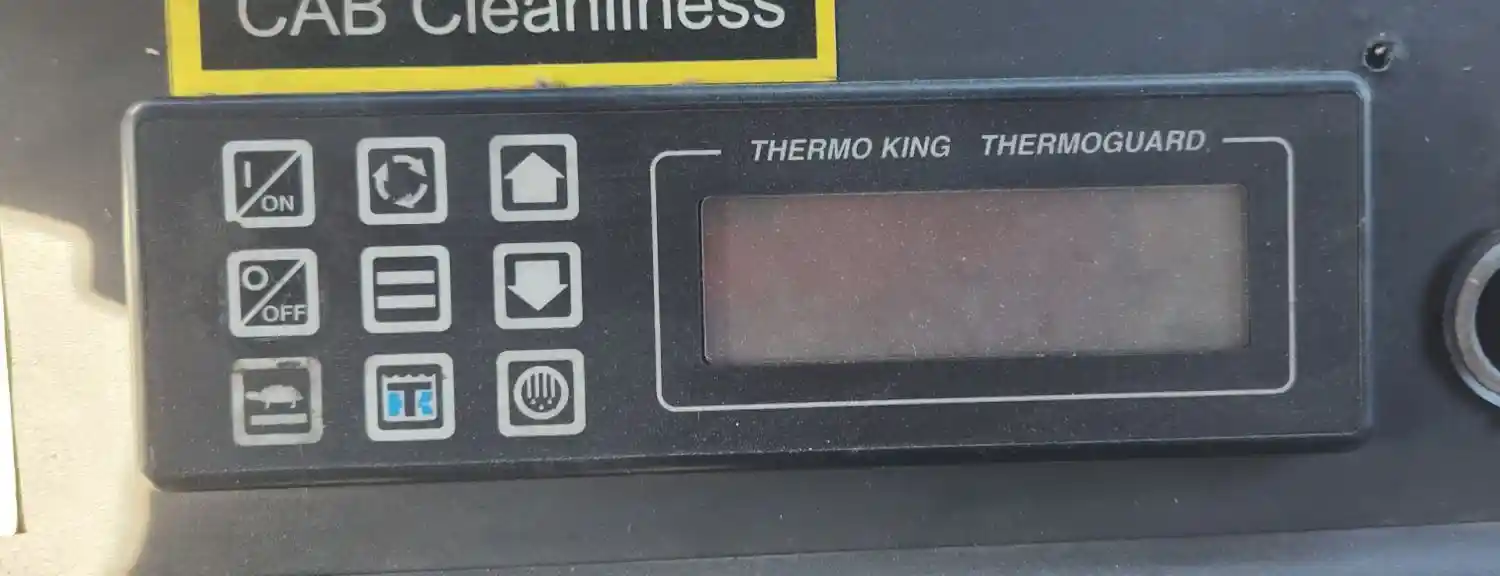 CAB Cleanliness
THERMO KING THERMOGUARD
I
ON
O
OFF